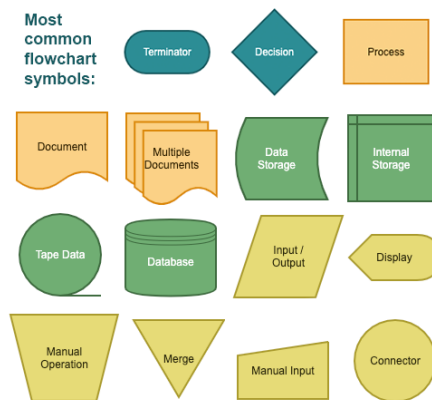 Most
common
flowchart
symbols:
Terminator
Decision
Process
Document
Multiple
Documents
Data
Storage
Internal
Storage
Tape Data
Database
Input /
Output
Display
Manual
Operation
Merge
Manual Input
Connector